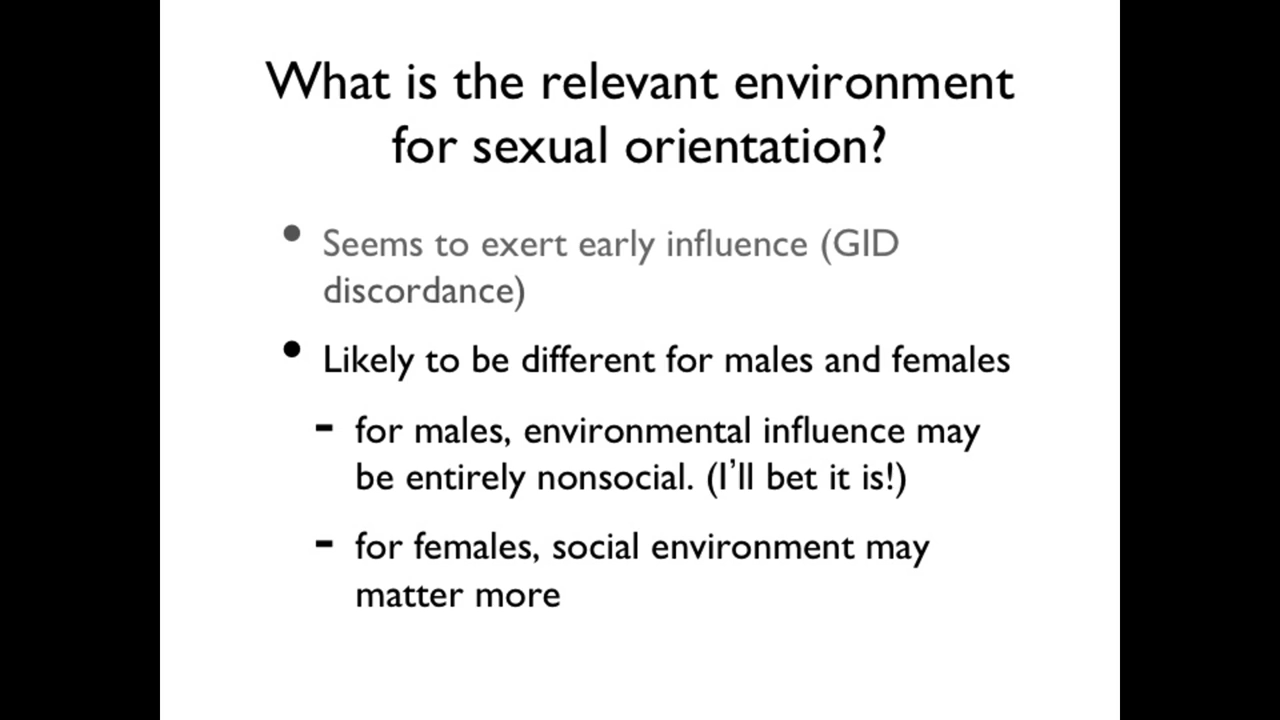 What is the relevant environment
for sexual orientation?
• Seems to exert early influence (GID
discordance)
• Likely to be different for males and females
- for males, environmental influence may
be entirely nonsocial. (I’ll bet it is!)
- for females, social environment may
matter more